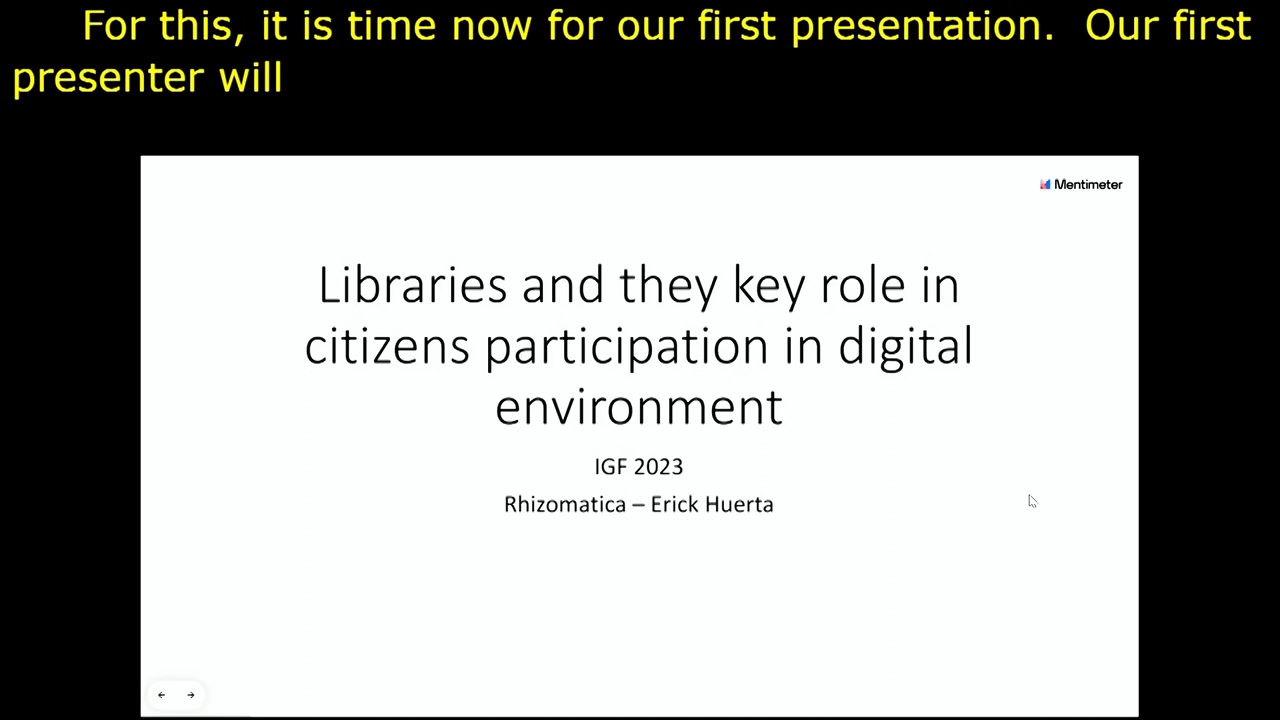 For this, it is time now for our first presentation.  Our first
presenter will
Mentimeter
Libraries and they key role in
citizens participation in digital
environment
IGF 2023
Rhizomatica – Erick Huerta